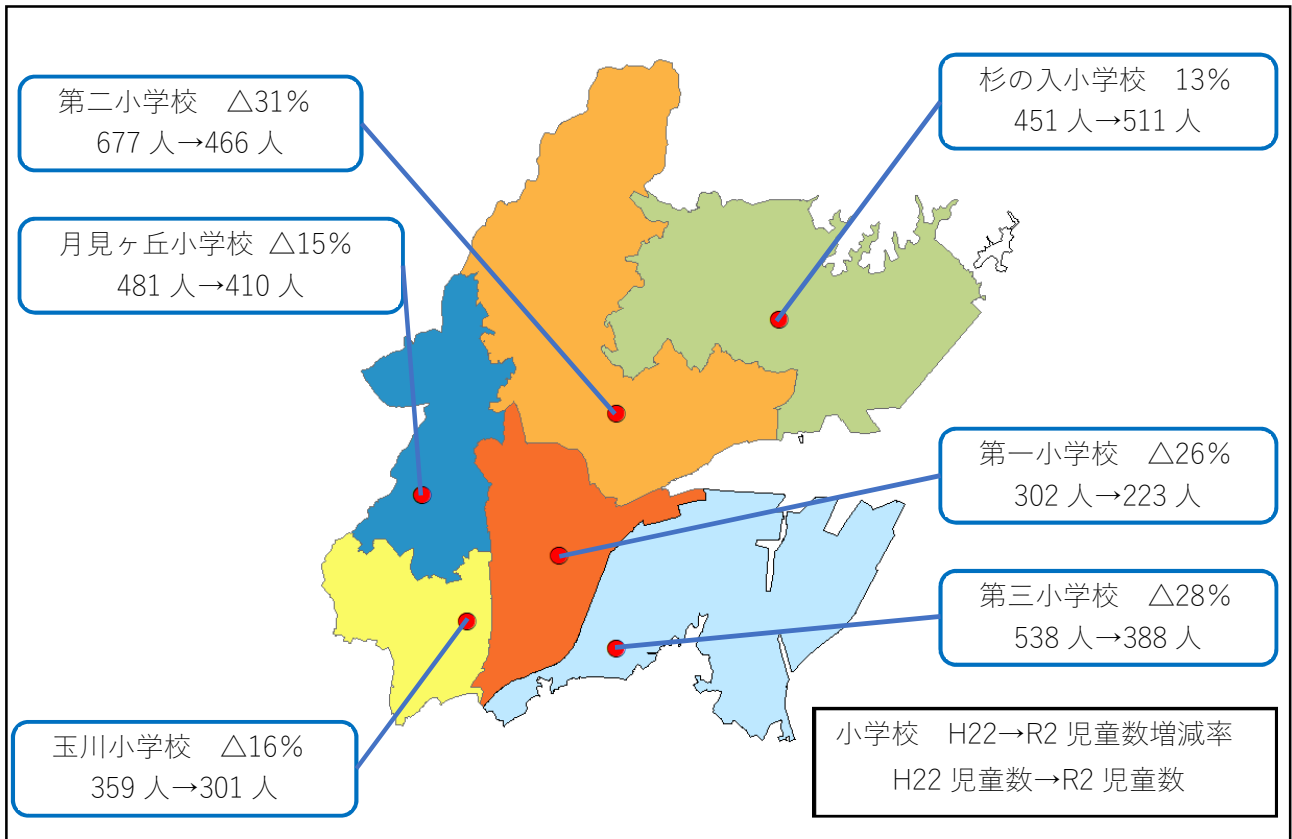 第二小学校　△31%
677 人→466 人
杉の入小学校　13%
451 人→511 人
月見ヶ丘小学校 △15%
481 人→410 人
第一小学校　△26%
302 人→223 人
第三小学校　△28%
538 人→388 人
玉川小学校　△16%
359 人→301 人
小学校　H22→R2 児童数増減率
H22 児童数→R2 児童数